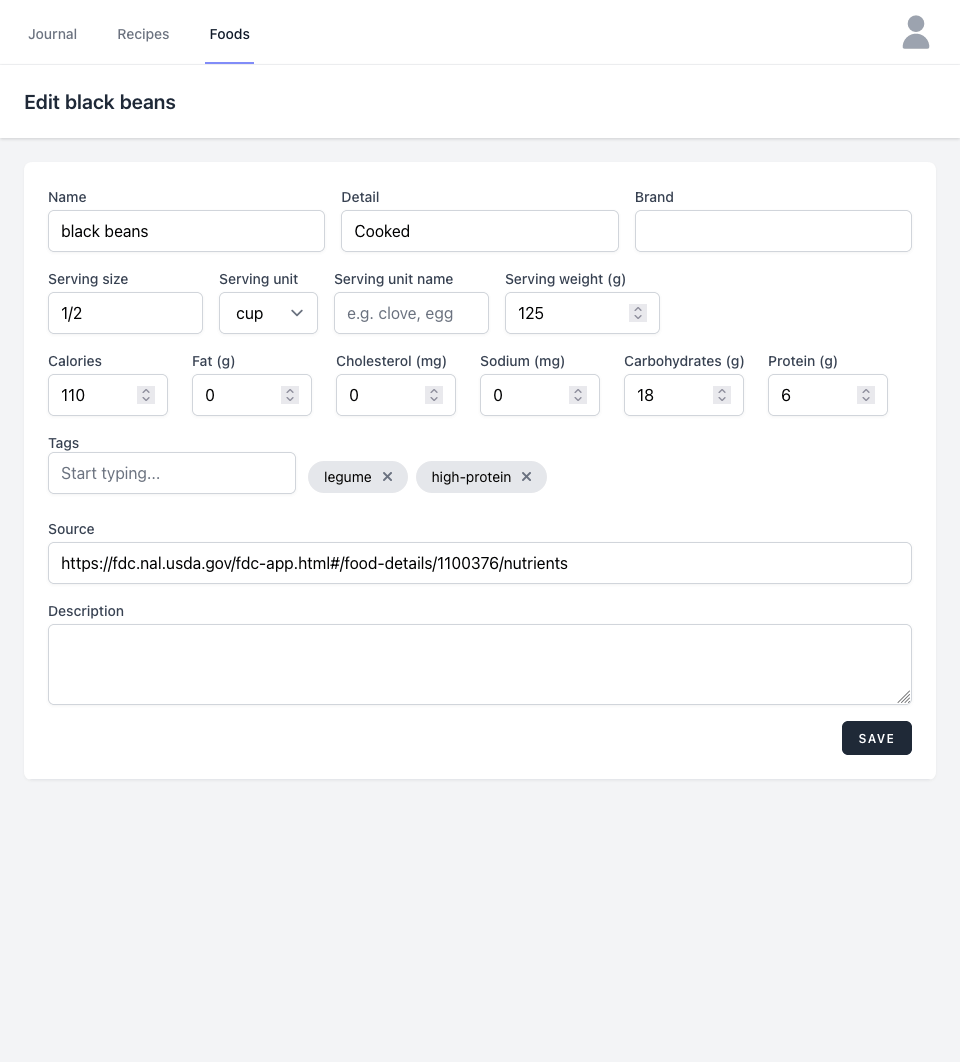 Journal Recipes Foods
Edit black beans
Name Detail Brand
black beans Cooked
Serving size Serving unit Serving unit name Serving weight (g)
1/2 cup e.g. clove, egg 125
Calories Fat (g) Cholesterol (mg) Sodium (mg) Carbohydrates (g) Protein (g)
110 0 0 0 18 6
Tags
Start typing... legume high-protein
Source
https://fdc.nal.usda.gov/fdc-app.html#/food-details/1100376/nutrients
Description
SAVE